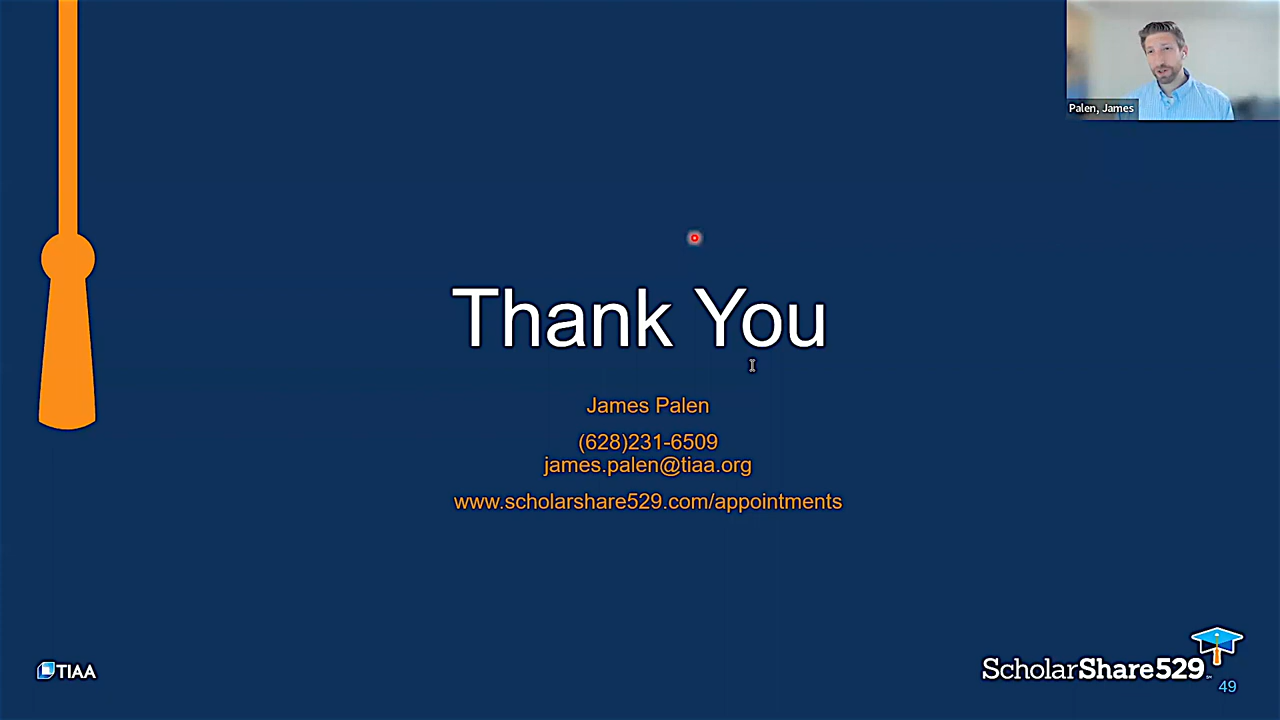 Palen, James
Thank You
James Palen
(628)231-6509
james.palen@tiaa.org
www.scholarshare529.com/appointments
TIAA
ScholarShare529
49